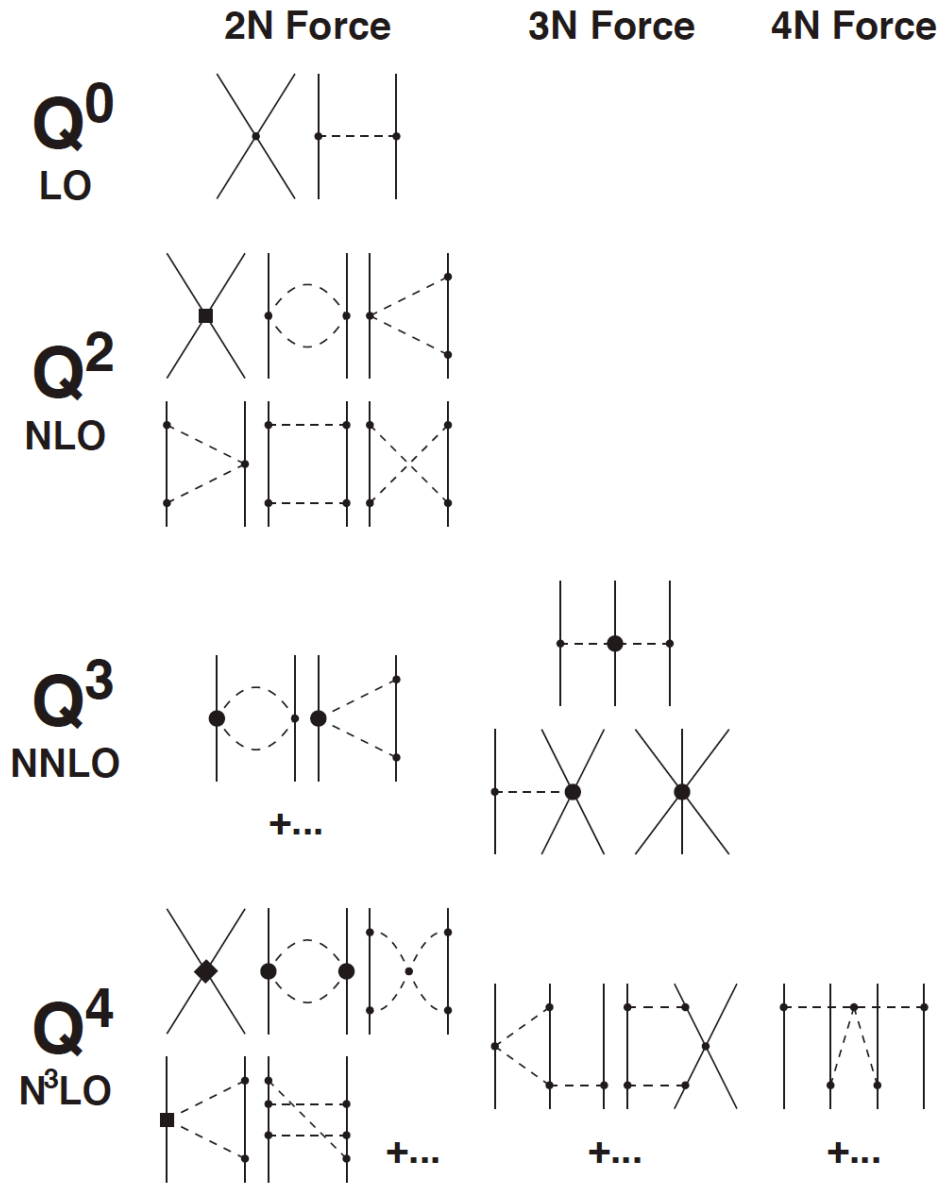 2N Force 3N Force 4N Force
Q⁰
LO
Q²
NLO
Q³
NNLO
+...
Q⁴
N³LO
+... +... +...